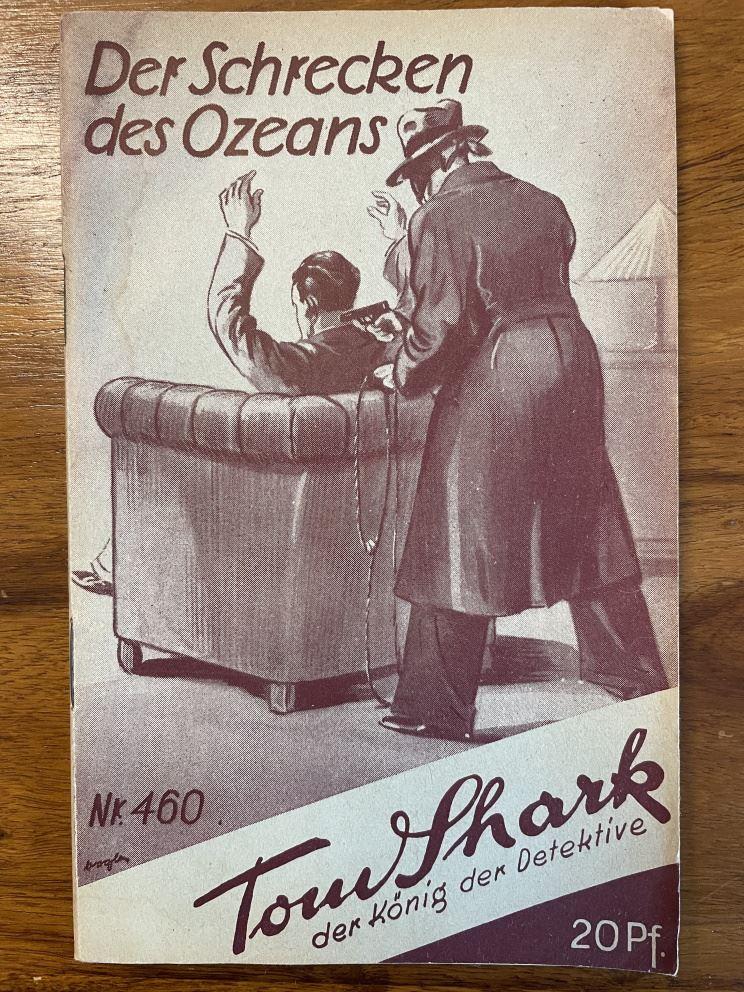 Der Schrecken
des Ozeans
Nr. 460
Tom Shark
der König der Detektive
20 Pf.